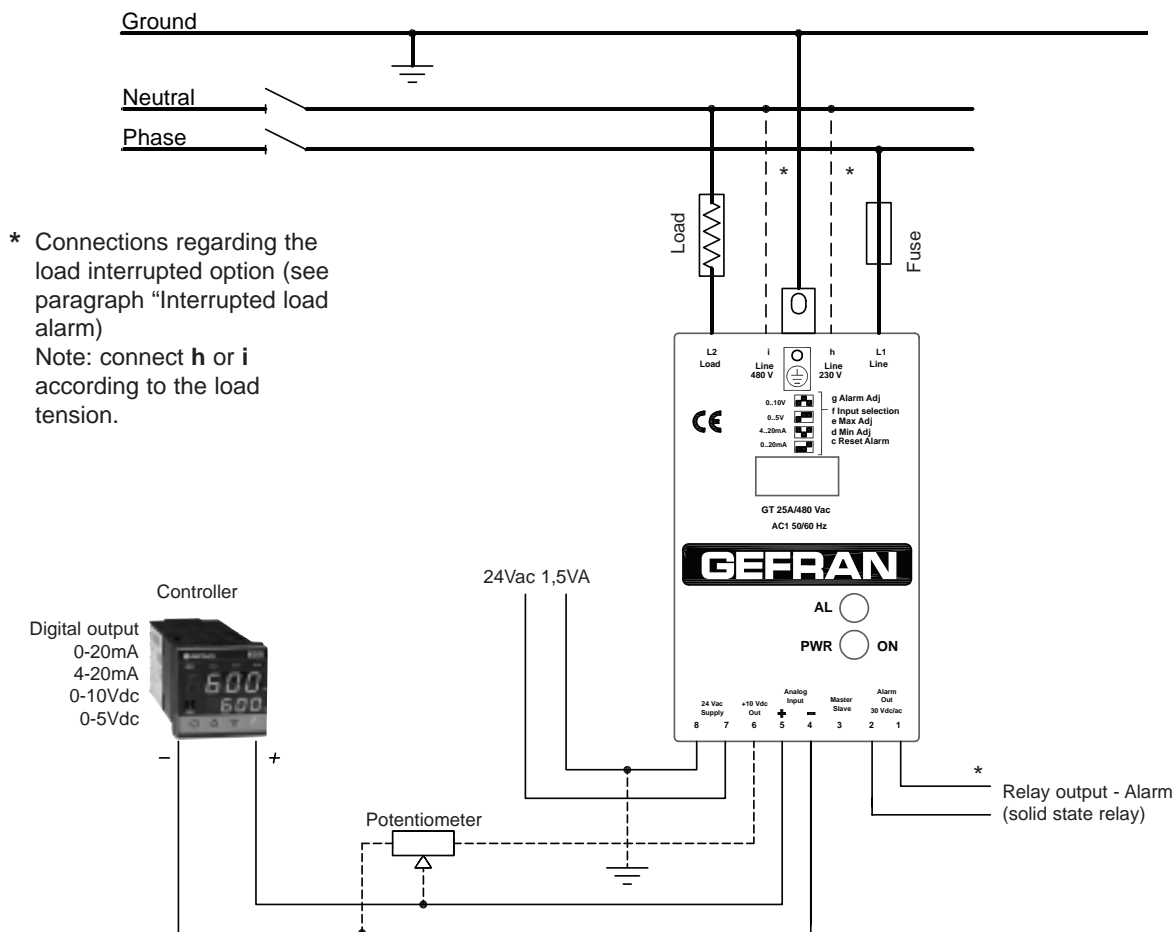 Ground
Neutral
Phase
*
*
* Connections regarding the
load interrupted option (see
paragraph “Interrupted load
alarm)
Note: connect h or i
according to the load
tension.
Load
Fuse
L2
Load
i
Line
480 V
h
Line
230 V
L1
Line
0..10V
0..5V
4..20mA
0..20mA
g Alarm Adj
f Input selection
e Max Adj
d Min Adj
c Reset Alarm
CE
GT 25A/480 Vac
AC1 50/60 Hz
GEFRAN
AL
PWR
ON
24Vac 1,5VA
Controller
Digital output
0-20mA
4-20mA
0-10Vdc
0-5Vdc
600
600
– +
24 Vac
Supply
+10 Vdc
Out
Analog
Input
+ –
Master
Slave
Alarm
Out
30 Vdc/ac
8 7 6 5 4 3 2 1
*
Relay output - Alarm
(solid state relay)
Potentiometer